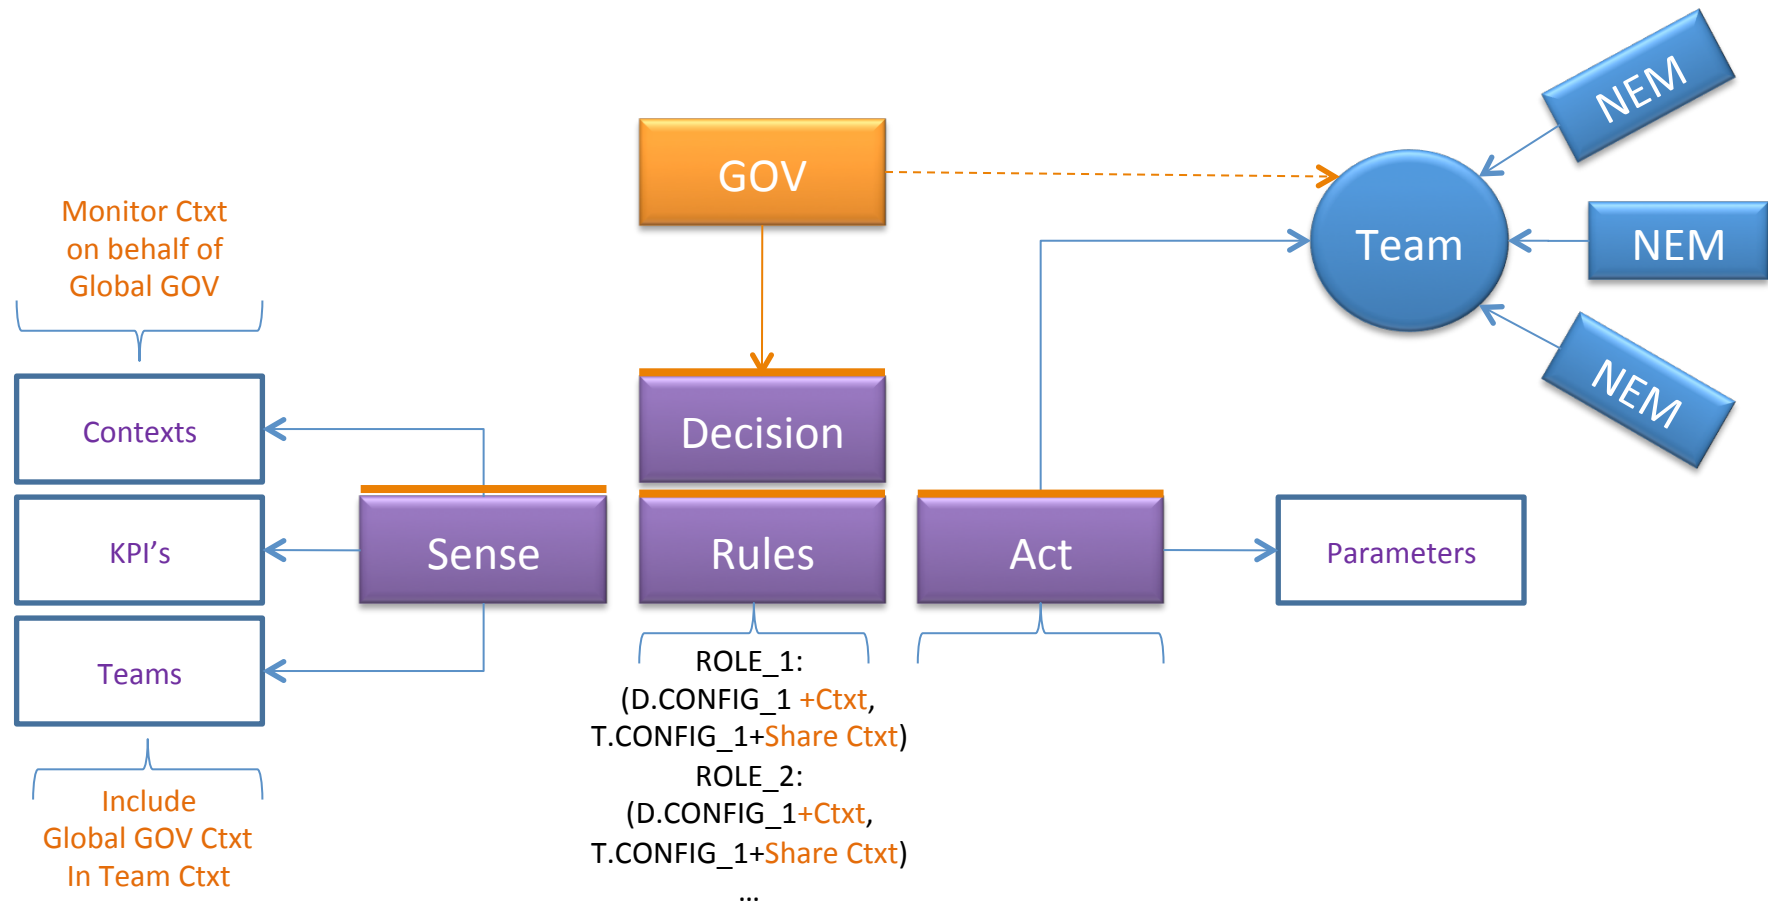 NEM
GOV
Monitor Ctxt
on behalf of
Global GOV
Team
NEM
NEM
Contexts
Decision
KPI's
Sense
Rules
Act
Parameters
Teams
ROLE_1:
(D.CONFIG_1 +Ctxt,
T.CONFIG_1+Share Ctxt)
ROLE_2:
(D.CONFIG_1+Ctxt,
T.CONFIG_1+Share Ctxt)
...
Include
Global GOV Ctxt
In Team Ctxt